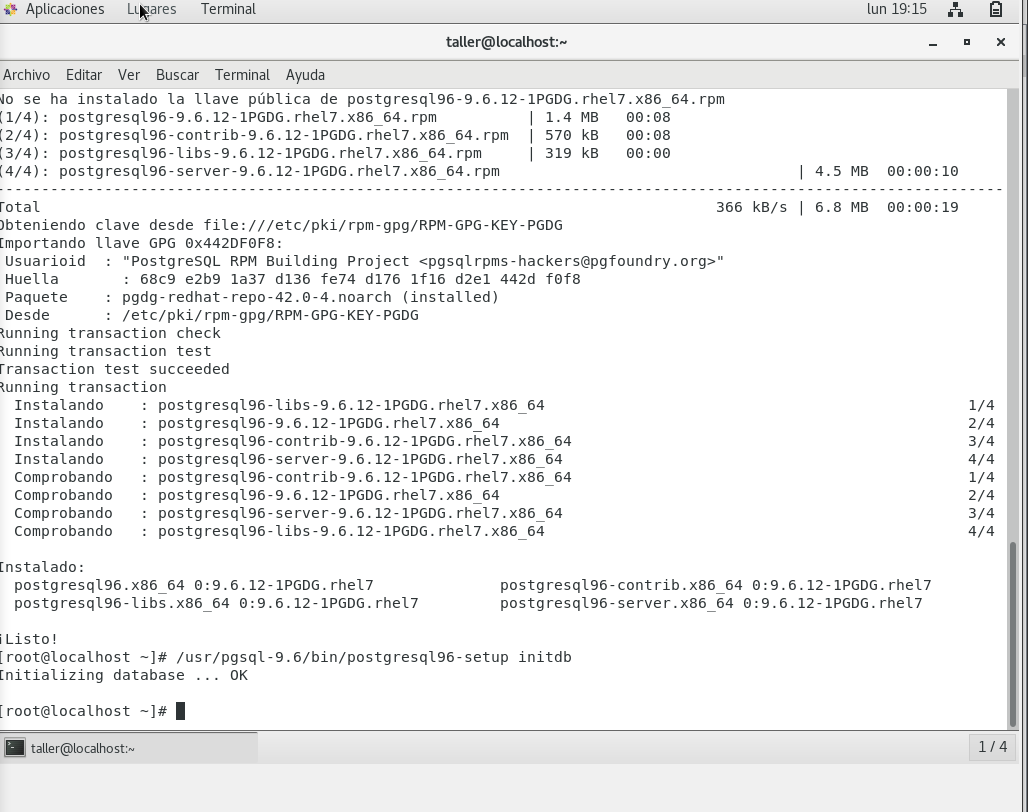 Aplicaciones Lugares Terminal lun 19:15
taller@localhost:~
Archivo Editar Ver Buscar Terminal Ayuda
No se ha instalado la llave pública de postgresql96-9.6.12-1PGDG.rhel7.x86_64.rpm
(1/4): postgresql96-9.6.12-1PGDG.rhel7.x86_64.rpm | 1.4 MB 00:08
(2/4): postgresql96-contrib-9.6.12-1PGDG.rhel7.x86_64.rpm | 570 kB 00:08
(3/4): postgresql96-libs-9.6.12-1PGDG.rhel7.x86_64.rpm | 319 kB 00:00
(4/4): postgresql96-server-9.6.12-1PGDG.rhel7.x86_64.rpm | 4.5 MB 00:00:10
--------------------------------------------------------------------------------
Total 366 kB/s | 6.8 MB 00:00:19
Obteniendo clave desde file:///etc/pki/rpm-gpg/RPM-GPG-KEY-PGDG
Importando llave GPG 0x442DF0F8:
Usuarioid : "PostgreSQL RPM Building Project <pgsqlrpms-hackers@pgfoundry.org>"
Huella : 68c9 e2b9 1a37 d136 fe74 d176 1f16 d2e1 442d f0f8
Paquete : pgdg-redhat-repo-42.0-4.noarch (installed)
Desde : /etc/pki/rpm-gpg/RPM-GPG-KEY-PGDG
Running transaction check
Running transaction test
Transaction test succeeded
Running transaction
Instalando : postgresql96-libs-9.6.12-1PGDG.rhel7.x86_64 1/4
Instalando : postgresql96-9.6.12-1PGDG.rhel7.x86_64 2/4
Instalando : postgresql96-contrib-9.6.12-1PGDG.rhel7.x86_64 3/4
Instalando : postgresql96-server-9.6.12-1PGDG.rhel7.x86_64 4/4
Comprobando : postgresql96-contrib-9.6.12-1PGDG.rhel7.x86_64 1/4
Comprobando : postgresql96-9.6.12-1PGDG.rhel7.x86_64 2/4
Comprobando : postgresql96-server-9.6.12-1PGDG.rhel7.x86_64 3/4
Comprobando : postgresql96-libs-9.6.12-1PGDG.rhel7.x86_64 4/4
Instalado:
postgresql96.x86_64 0:9.6.12-1PGDG.rhel7 postgresql96-contrib.x86_64 0:9.6.12-1PGDG.rhel7
postgresql96-libs.x86_64 0:9.6.12-1PGDG.rhel7 postgresql96-server.x86_64 0:9.6.12-1PGDG.rhel7
¡Listo!
[root@localhost ~]# /usr/pgsql-9.6/bin/postgresql96-setup initdb
Initializing database ... OK
[root@localhost ~]#
taller@localhost:~ 1 / 4